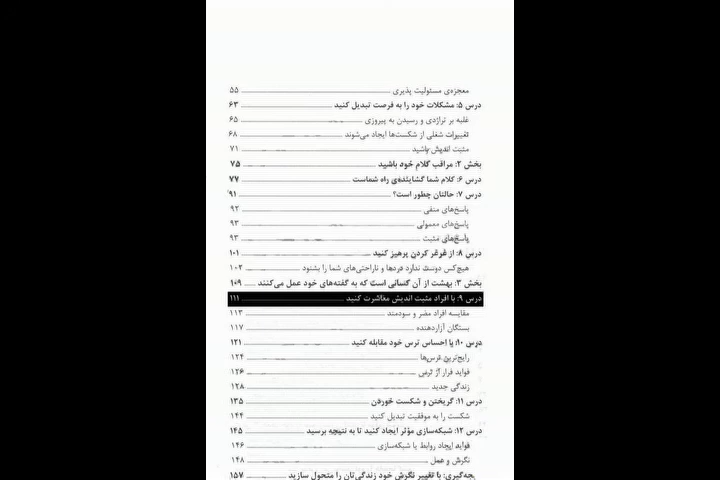 معجزه‌ی مسئولیت پذیری ۵۵
درس ۵: مشکلات خود را به فرصت تبدیل کنید ۶۳
غلبه بر تراژدی و رسیدن به پیروزی ۶۵
تغییرات شغلی از شکست‌ها ایجاد می‌شوند ۶۸
مثبت اندیش باشید ۷۱
بخش ۲: مراقب کلام خود باشید ۷۵
درس ۶: کلام شما گشاینده‌ی راه شماست ۷۷
درس ۷: حالتان چطور است؟ ۹۱
پاسخ‌های منفی ۹۲
پاسخ‌های معمولی ۹۳
پاسخ‌های مثبت ۹۳
درس ۸: از غرغر کردن پرهیز کنید ۱۰۱
هیچ‌کس دوست ندارد دردها و ناراحتی‌های شما را بشنود ۱۰۲
بخش ۳: بهشت از آن کسانی است که به گفته‌های خود عمل می‌کنند ۱۰۹
درس ۹: با افراد مثبت اندیش معاشرت کنید ۱۱۱
مقایسه افراد مضر و سودمند ۱۱۳
بستگان آزاردهنده ۱۱۷
درس ۱۰: با احساس ترس خود مقابله کنید ۱۲۱
رایج‌ترین ترس‌ها ۱۲۴
فواید فرار از ترس ۱۲۶
زندگی جدید ۱۲۸
درس ۱۱: گریختن و شکست خوردن ۱۳۵
شکست را به موفقیت تبدیل کنید ۱۴۴
درس ۱۲: شبکه‌سازی مؤثر ایجاد کنید تا به نتیجه برسید ۱۴۵
فواید ایجاد روابط یا شبکه‌سازی ۱۴۶
نگرش و عمل ۱۴۸
یجه‌گیری: با تغییر نگرش خود زندگی‌تان را متحول سازید ۱۵۷